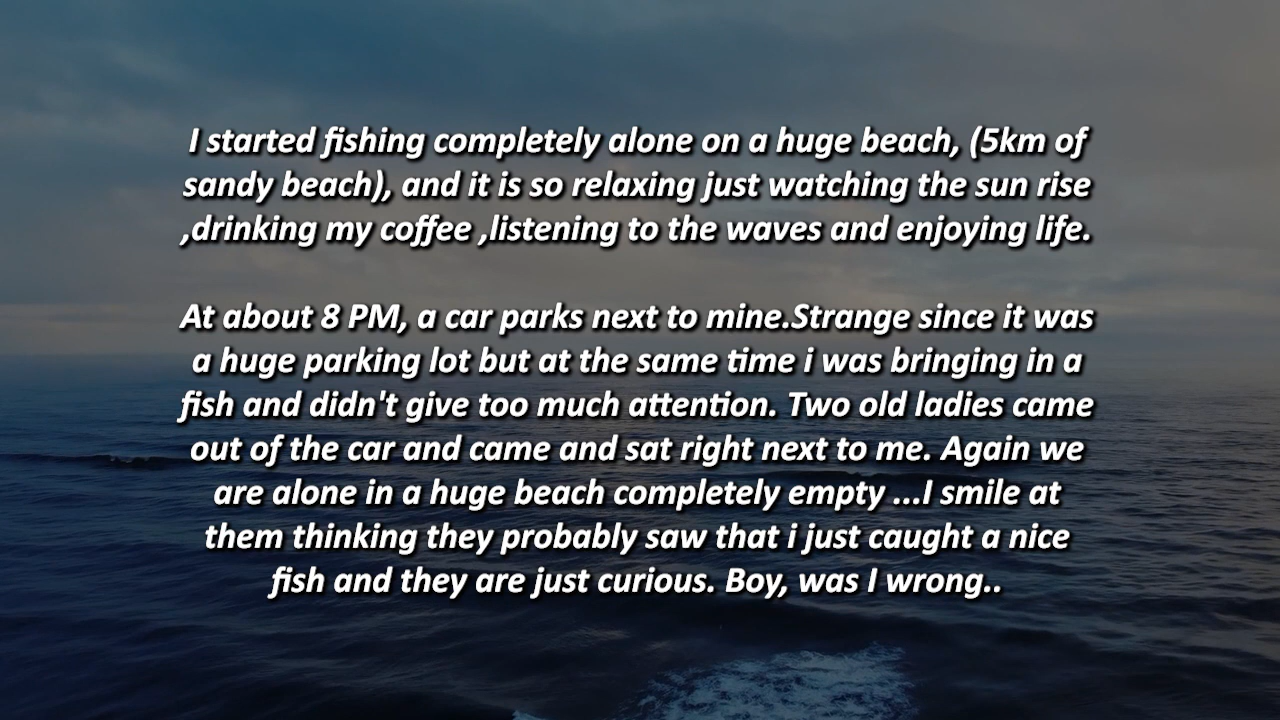 I started fishing completely alone on a huge beach, (5km of
sandy beach), and it is so relaxing just watching the sun rise
,drinking my coffee ,listening to the waves and enjoying life.
At about 8 PM, a car parks next to mine.Strange since it was
a huge parking lot but at the same time i was bringing in a
fish and didn't give too much attention. Two old ladies came
out of the car and came and sat right next to me. Again we
are alone in a huge beach completely empty ...I smile at
them thinking they probably saw that i just caught a nice
fish and they are just curious. Boy, was I wrong..